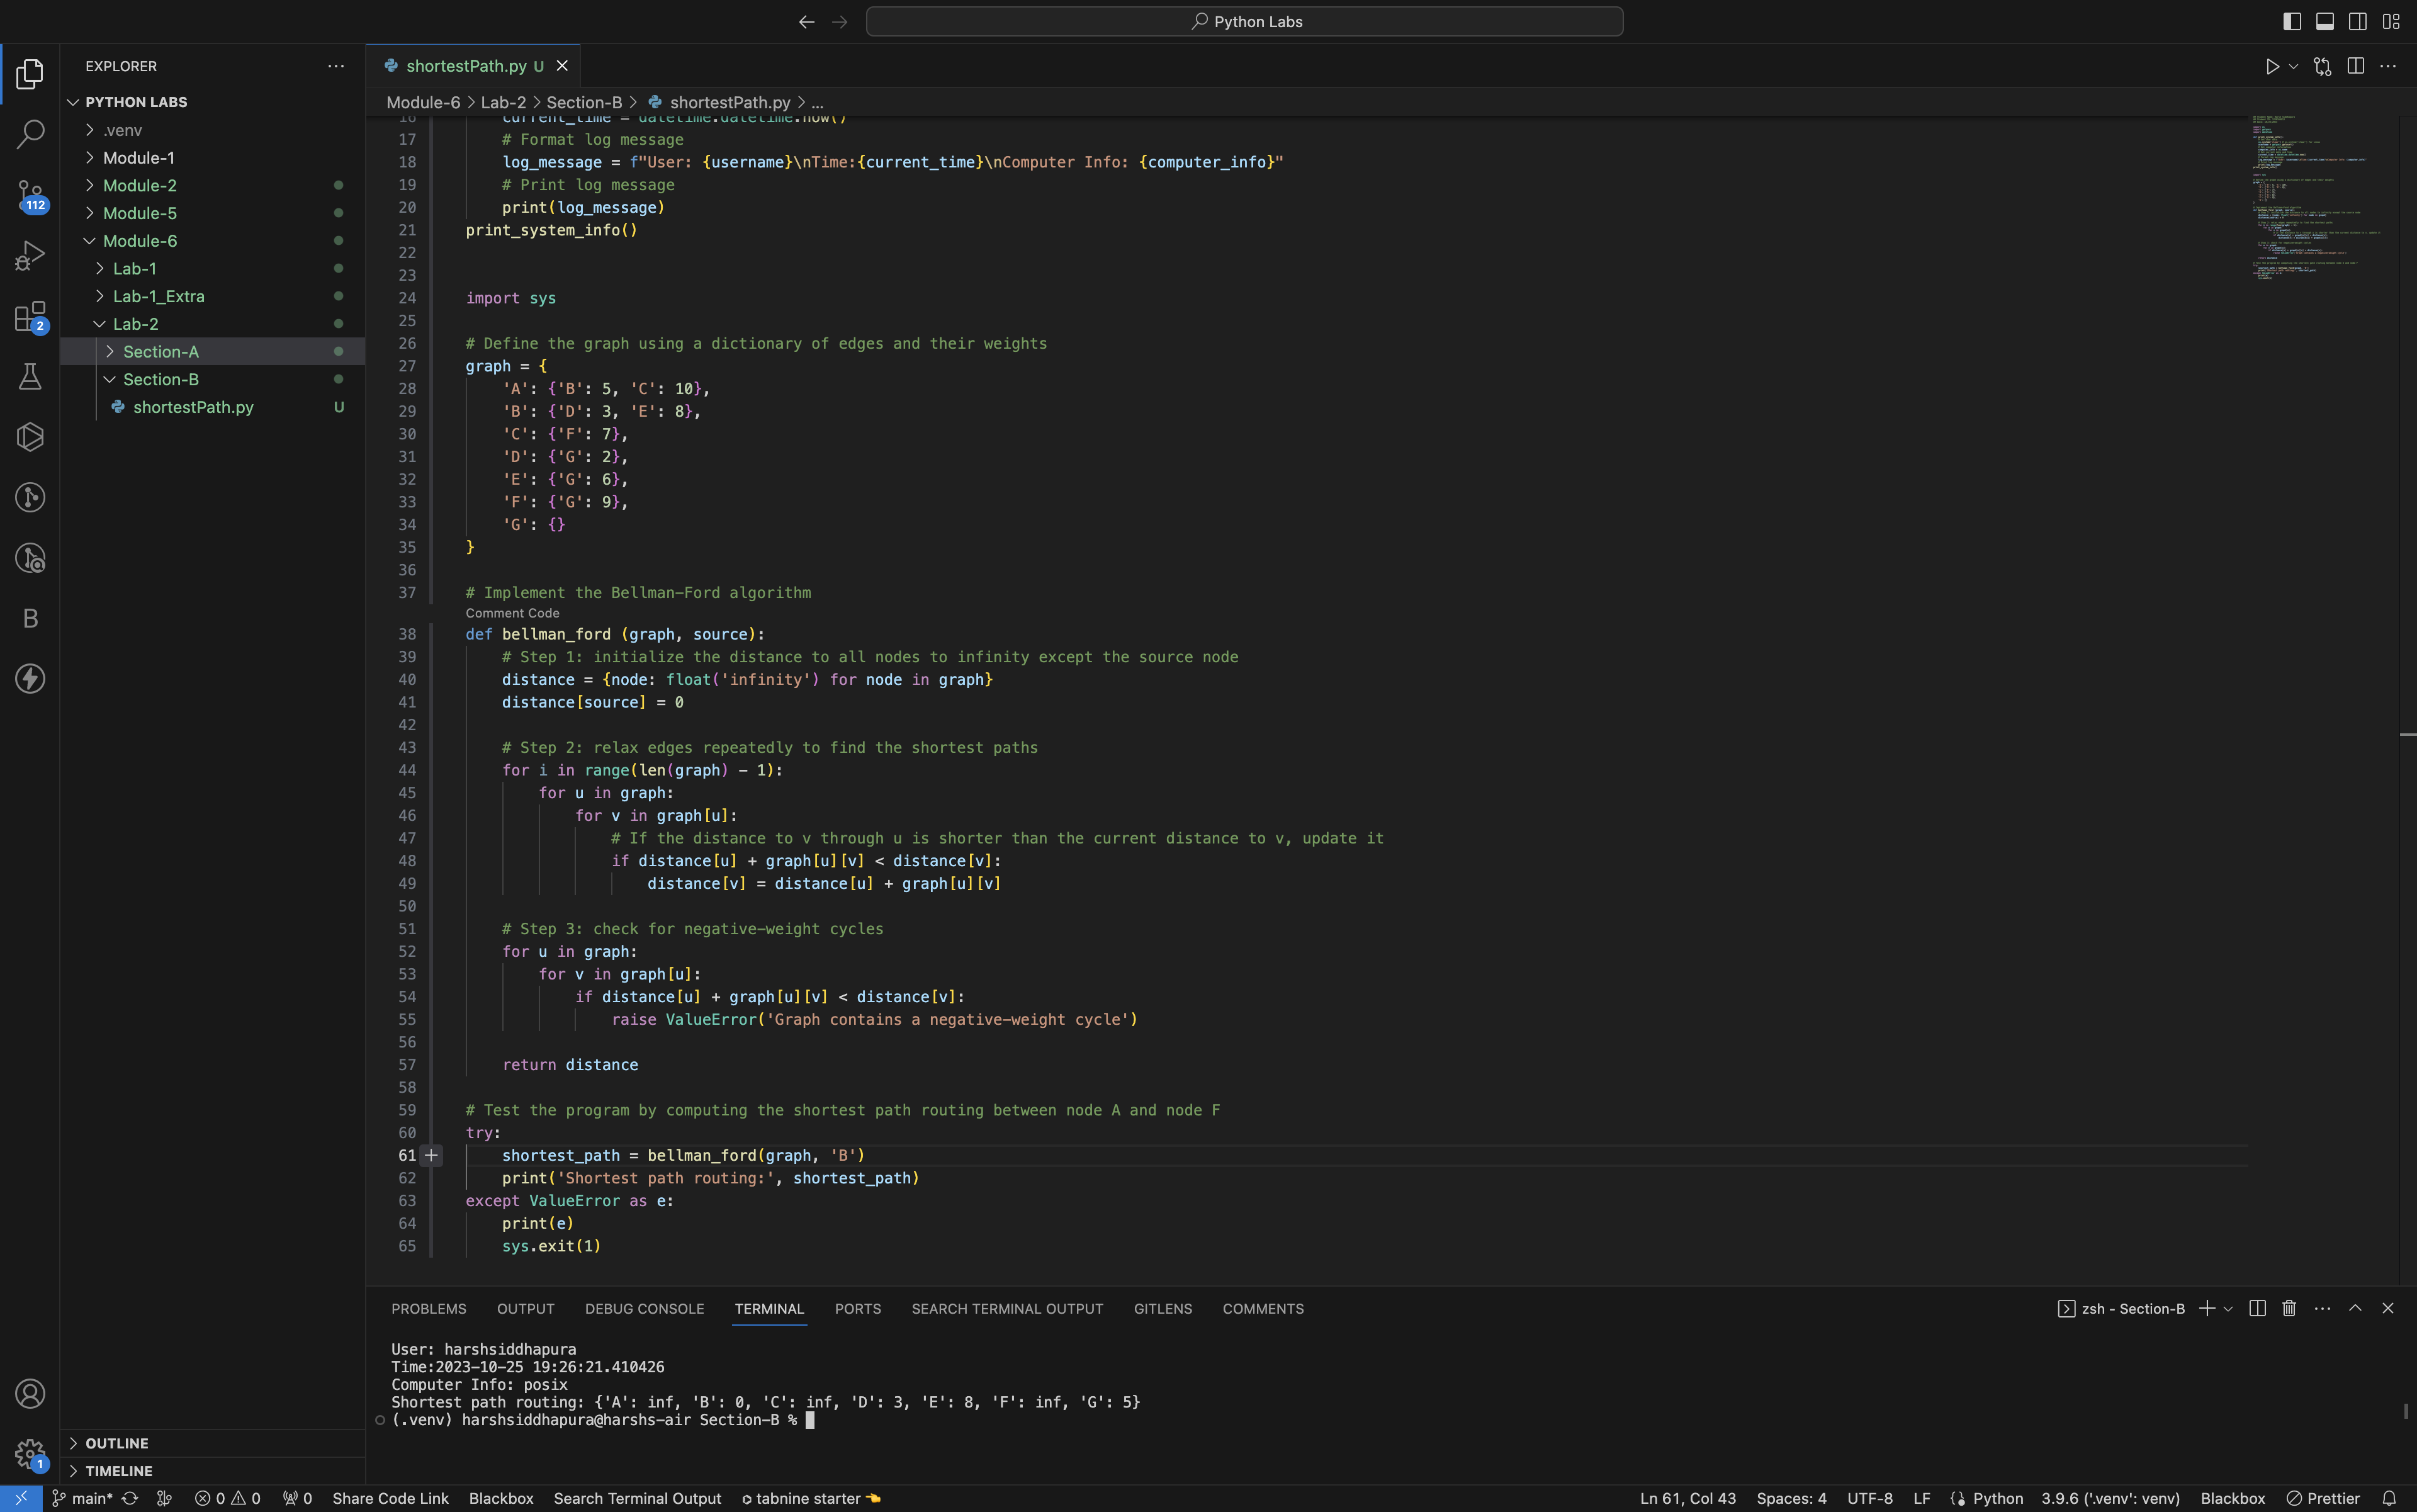 Python Labs
EXPLORER
PYTHON LABS
.venv
Module-1
Module-2
Module-5
Module-6
Lab-1
Lab-1_Extra
Lab-2
Section-A
Section-B
shortestPath.py U
OUTLINE
TIMELINE
112
2
B
1
shortestPath.py U
Module-6 > Lab-2 > Section-B > shortestPath.py > ...
16 current_time = datetime.datetime.now()
17 # Format log message
18 log_message = f"User: {username}\nTime:{current_time}\nComputer Info: {computer_info}"
19 # Print log message
20 print(log_message)
21 print_system_info()
22
23
24 import sys
25
26 # Define the graph using a dictionary of edges and their weights
27 graph = {
28 'A': {'B': 5, 'C': 10},
29 'B': {'D': 3, 'E': 8},
30 'C': {'F': 7},
31 'D': {'G': 2},
32 'E': {'G': 6},
33 'F': {'G': 9},
34 'G': {}
35 }
36
37 # Implement the Bellman-Ford algorithm
Comment Code
38 def bellman_ford (graph, source):
39 # Step 1: initialize the distance to all nodes to infinity except the source node
40 distance = {node: float('infinity') for node in graph}
41 distance[source] = 0
42
43 # Step 2: relax edges repeatedly to find the shortest paths
44 for i in range(len(graph) - 1):
45 for u in graph:
46 for v in graph[u]:
47 # If the distance to v through u is shorter than the current distance to v, update it
48 if distance[u] + graph[u][v] < distance[v]:
49 distance[v] = distance[u] + graph[u][v]
50
51 # Step 3: check for negative-weight cycles
52 for u in graph:
53 for v in graph[u]:
54 if distance[u] + graph[u][v] < distance[v]:
55 raise ValueError('Graph contains a negative-weight cycle')
56
57 return distance
58
59 # Test the program by computing the shortest path routing between node A and node F
60 try:
61 shortest_path = bellman_ford(graph, 'B')
62 print('Shortest path routing:', shortest_path)
63 except ValueError as e:
64 print(e)
65 sys.exit(1)
PROBLEMS OUTPUT DEBUG CONSOLE TERMINAL PORTS SEARCH TERMINAL OUTPUT GITLENS COMMENTS zsh - Section-B
User: harshsiddhapura
Time:2023-10-25 19:26:21.410426
Computer Info: posix
Shortest path routing: {'A': inf, 'B': 0, 'C': inf, 'D': 3, 'E': 8, 'F': inf, 'G': 5}
(.venv) harshsiddhapura@harshs-air Section-B %
main* 0 0 0 Share Code Link Blackbox Search Terminal Output tabnine starter Ln 61, Col 43 Spaces: 4 UTF-8 LF Python 3.9.6 ('.venv': venv) Blackbox Prettier